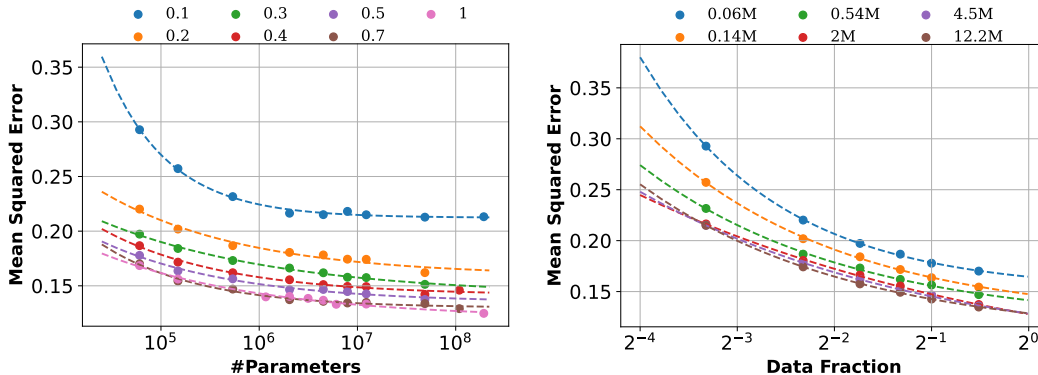 0.1 0.3 0.5 1
0.2 0.4 0.7
0.35
0.30
0.25
0.20
0.15
Mean Squared Error
10^5 10^6 10^7 10^8
#Parameters
0.06M 0.54M 4.5M
0.14M 2M 12.2M
0.35
0.30
0.25
0.20
0.15
Mean Squared Error
2^-4 2^-3 2^-2 2^-1 2^0
Data Fraction